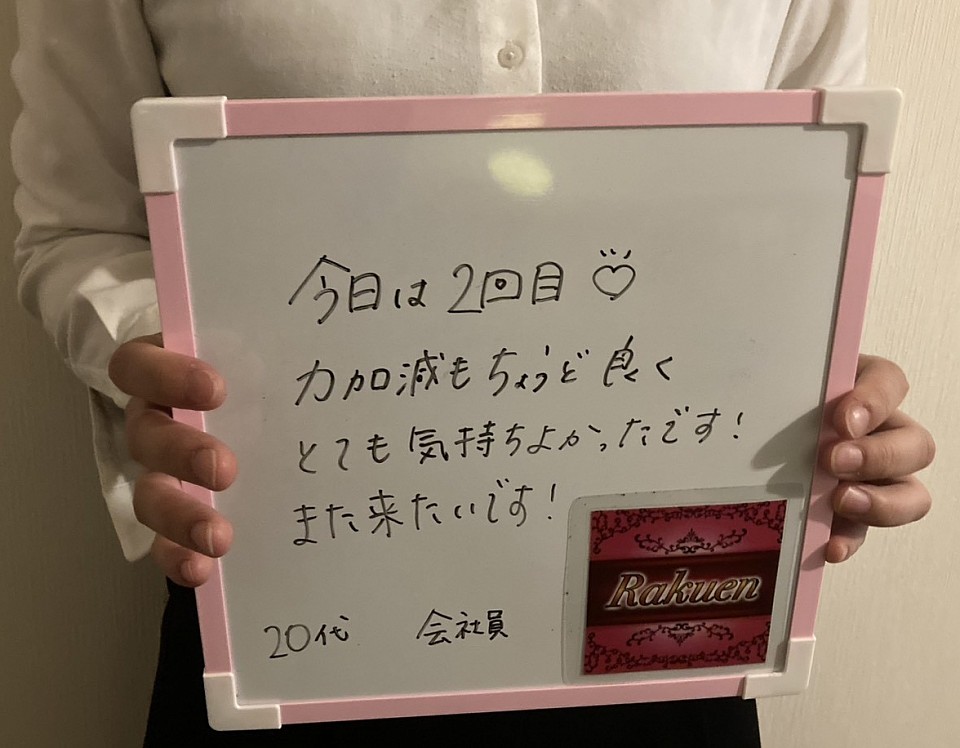 今日は2回目♡
力加減もちょうど良く
とても気持ちよかったです!
また来たいです!
20代 会社員
Rakuen